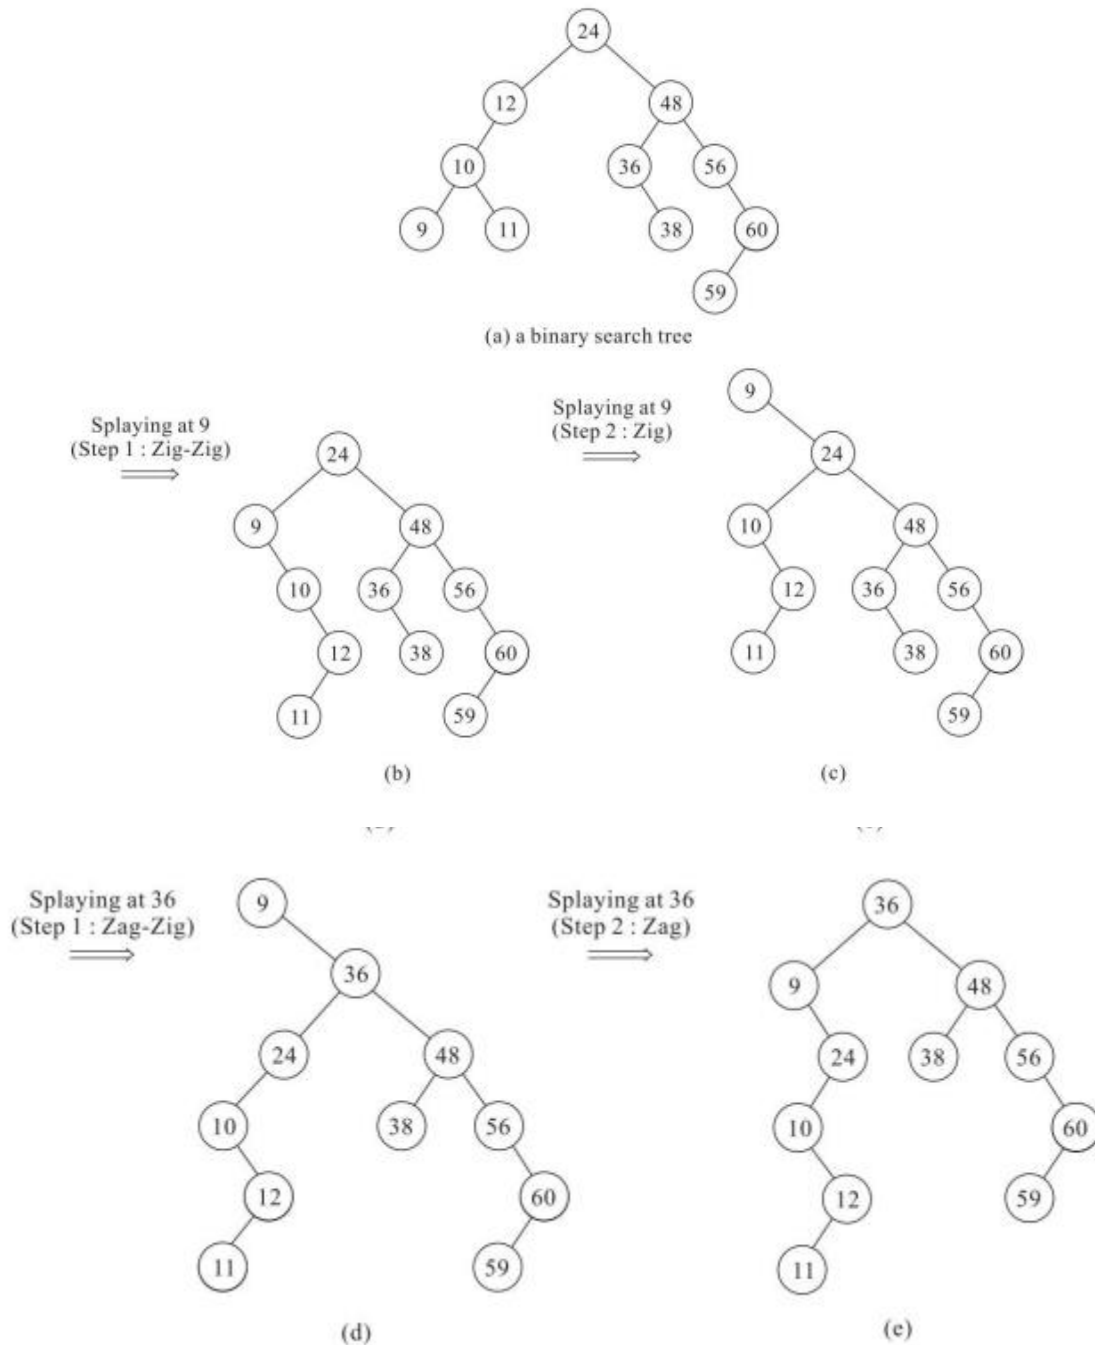 24
12 48
10 36 56
9 11 38 60
59
(a) a binary search tree
Splaying at 9
(Step 1 : Zig-Zig)
24
9 48
10 36 56
12 38 60
11 59
(b)
Splaying at 9
(Step 2 : Zig)
9
24
10 48
12 36 56
11 38 60
59
(c)
Splaying at 36
(Step 1 : Zag-Zig)
9
36
24 48
10 38 56
12 60
11 59
(d)
Splaying at 36
(Step 2 : Zag)
36
9 48
24 38 56
10 60
12 59
11
(e)